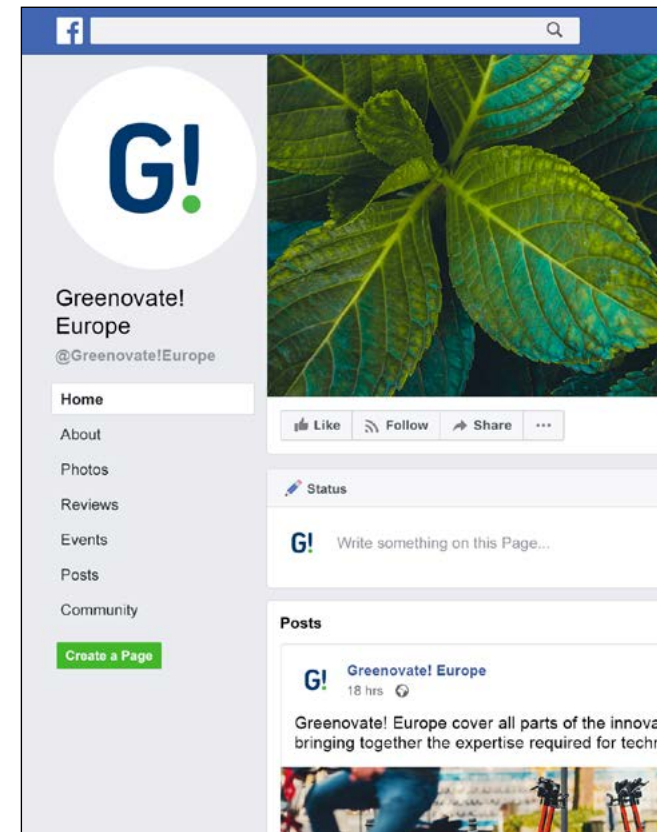 f
G!
Greenovate!
Europe
@Greenovate!Europe
Home
About
Photos
Reviews
Events
Posts
Community
Create a Page
Like Follow Share ...
Status
G! Write something on this Page...
Posts
G! Greenovate! Europe
18 hrs
Greenovate! Europe cover all parts of the innova
bringing together the expertise required for techn